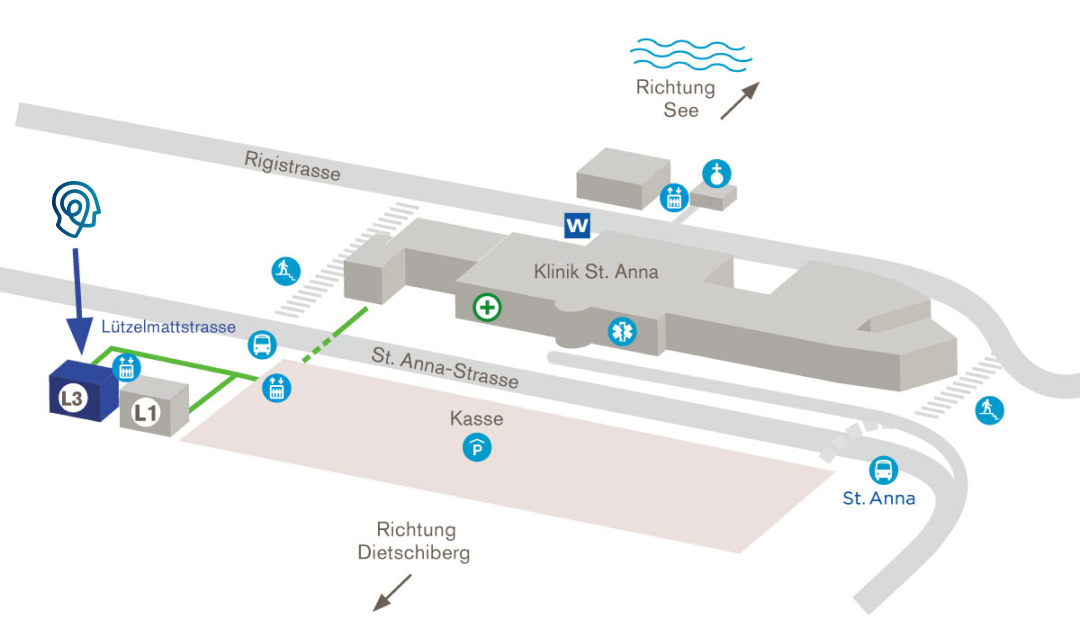 Richtung
See
Rigistrasse
W
Klinik St. Anna
Lützelmattstrasse
St. Anna-Strasse
L3
L1
Kasse
P
St. Anna
Richtung
Dietschiberg